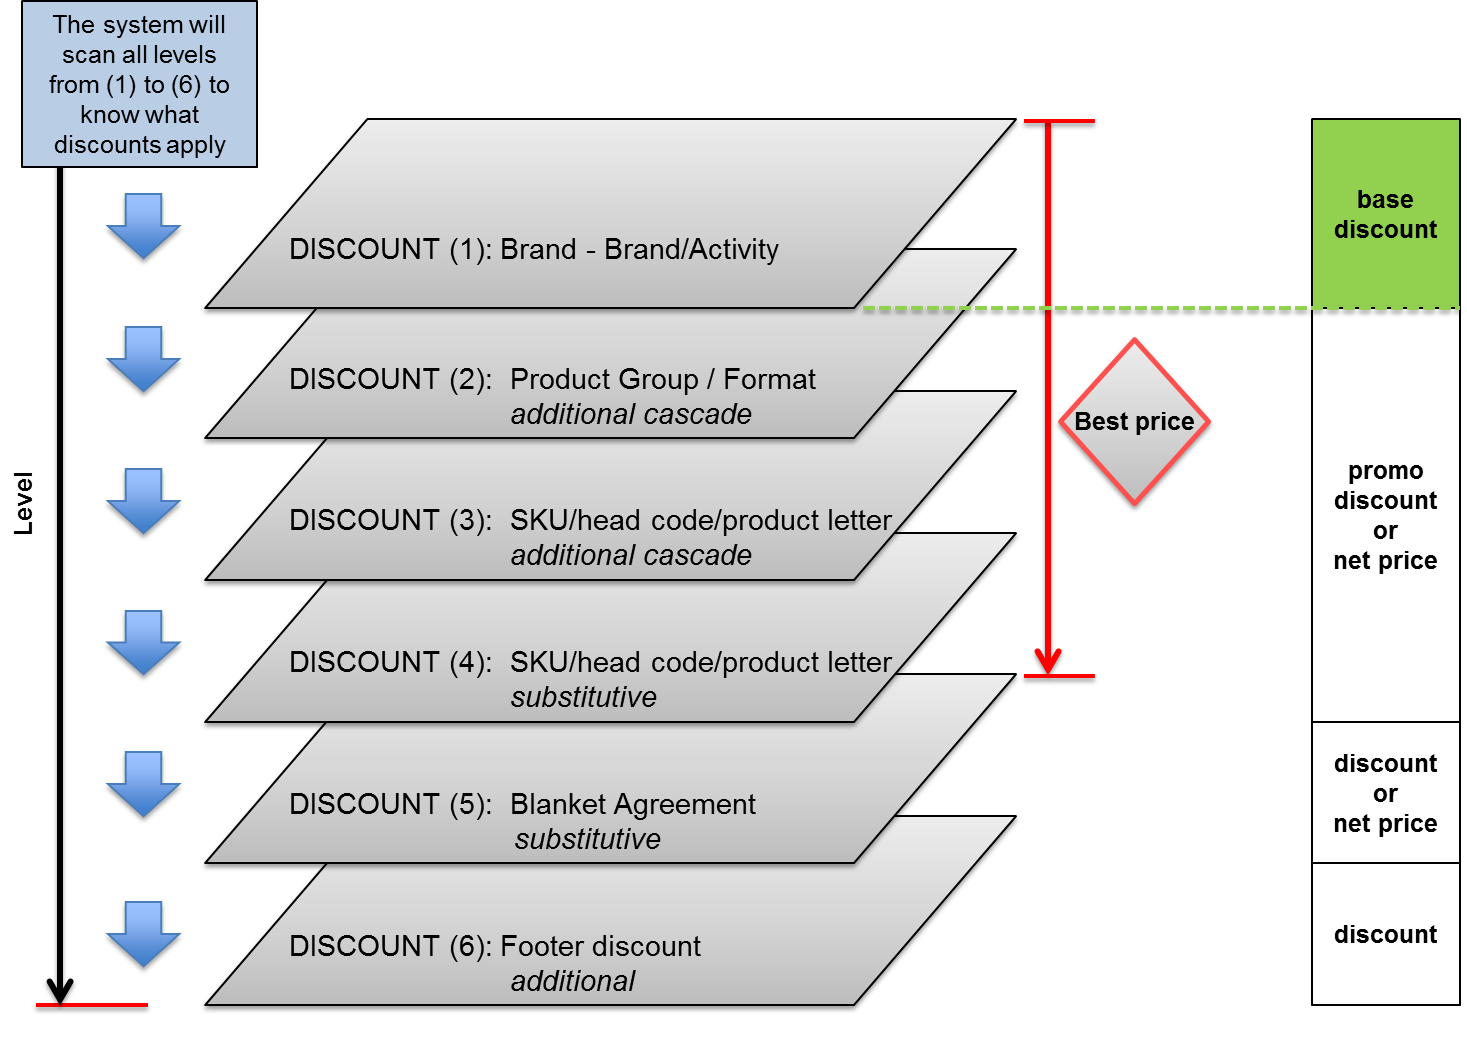 The system will
scan all levels
from (1) to (6) to
know what
discounts apply
Level
DISCOUNT (1): Brand - Brand/Activity
DISCOUNT (2): Product Group / Format
additional cascade
DISCOUNT (3): SKU/head code/product letter
additional cascade
DISCOUNT (4): SKU/head code/product letter
substitutive
DISCOUNT (5): Blanket Agreement
substitutive
DISCOUNT (6): Footer discount
additional
Best price
base
discount
promo
discount
or
net price
discount
or
net price
discount